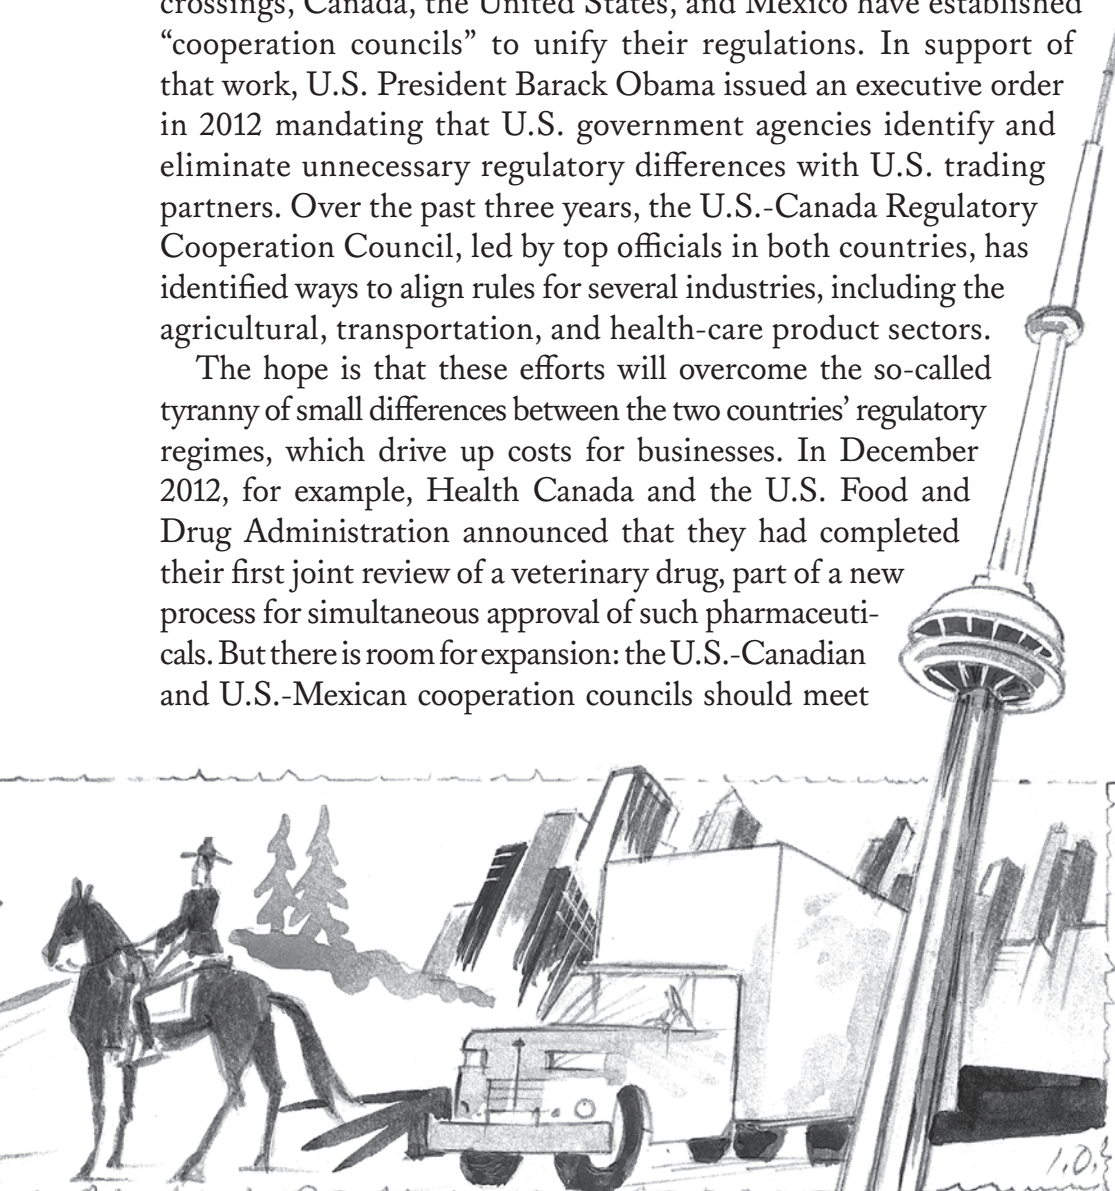 crossings, Canada, the United States, and Mexico have established
“cooperation councils” to unify their regulations. In support of
that work, U.S. President Barack Obama issued an executive order
in 2012 mandating that U.S. government agencies identify and
eliminate unnecessary regulatory differences with U.S. trading
partners. Over the past three years, the U.S.-Canada Regulatory
Cooperation Council, led by top officials in both countries, has
identified ways to align rules for several industries, including the
agricultural, transportation, and health-care product sectors.
The hope is that these efforts will overcome the so-called
tyranny of small differences between the two countries’ regulatory
regimes, which drive up costs for businesses. In December
2012, for example, Health Canada and the U.S. Food and
Drug Administration announced that they had completed
their first joint review of a veterinary drug, part of a new
process for simultaneous approval of such pharmaceuti-
cals. But there is room for expansion: the U.S.-Canadian
and U.S.-Mexican cooperation councils should meet
I.O.